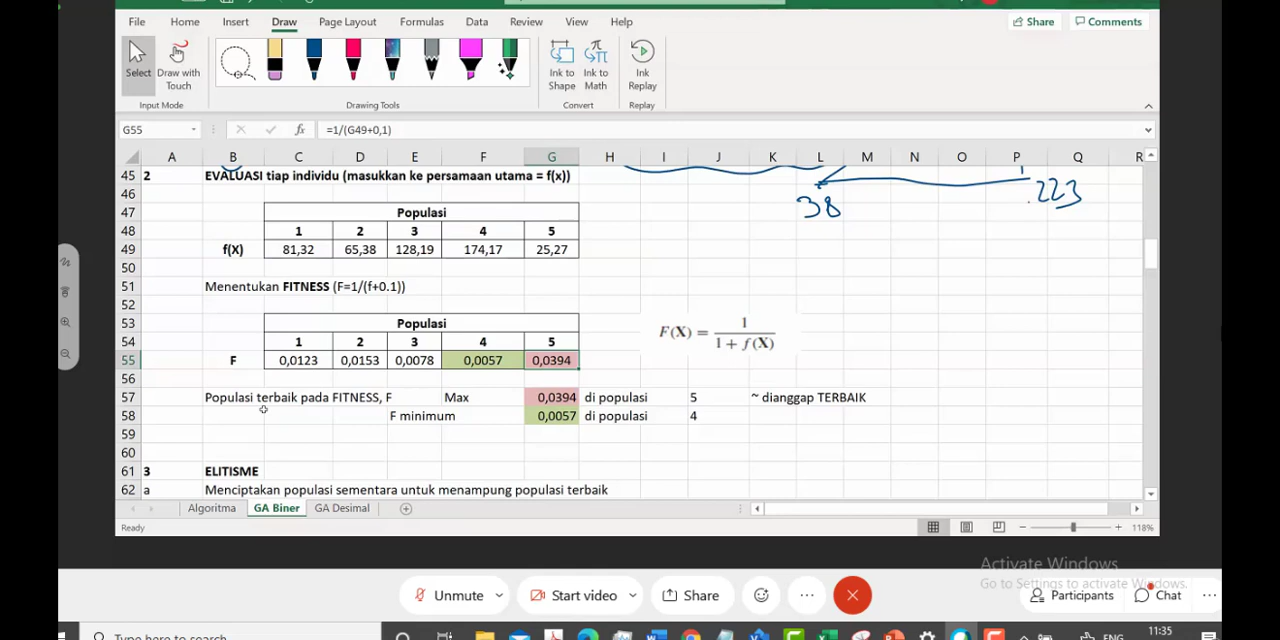 File Home Insert Draw Page Layout Formulas Data Review View Help Share Comments
Select Draw with Touch Ink to Shape Ink to Math Ink Replay
Input Mode Drawing Tools Convert Replay
G55 fx =1/(G49+0,1)
A B C D E F G H I J K L M N O P Q R
45 2 EVALUASI tiap individu (masukkan ke persamaan utama = f(x))
46 223
47 Populasi 38
48 1 2 3 4 5
49 f(X) 81,32 65,38 128,19 174,17 25,27
50
51 Menentukan FITNESS (F=1/(f+0.1))
52
53 Populasi
54 1 2 3 4 5
F(X) = 1 / 1 + f(X)
55 F 0,0123 0,0153 0,0078 0,0057 0,0394
56
57 Populasi terbaik pada FITNESS, F Max 0,0394 di populasi 5 ~ dianggap TERBAIK
58 F minimum 0,0057 di populasi 4
59
60
61 3 ELITISME
62 a Menciptakan populasi sementara untuk menampung populasi terbaik
Algoritma GA Biner GA Desimal
Ready 118%
Activate Windows
Go to Settings to activate Windows.
Unmute Start video Share Participants Chat
Type here to search 11:35